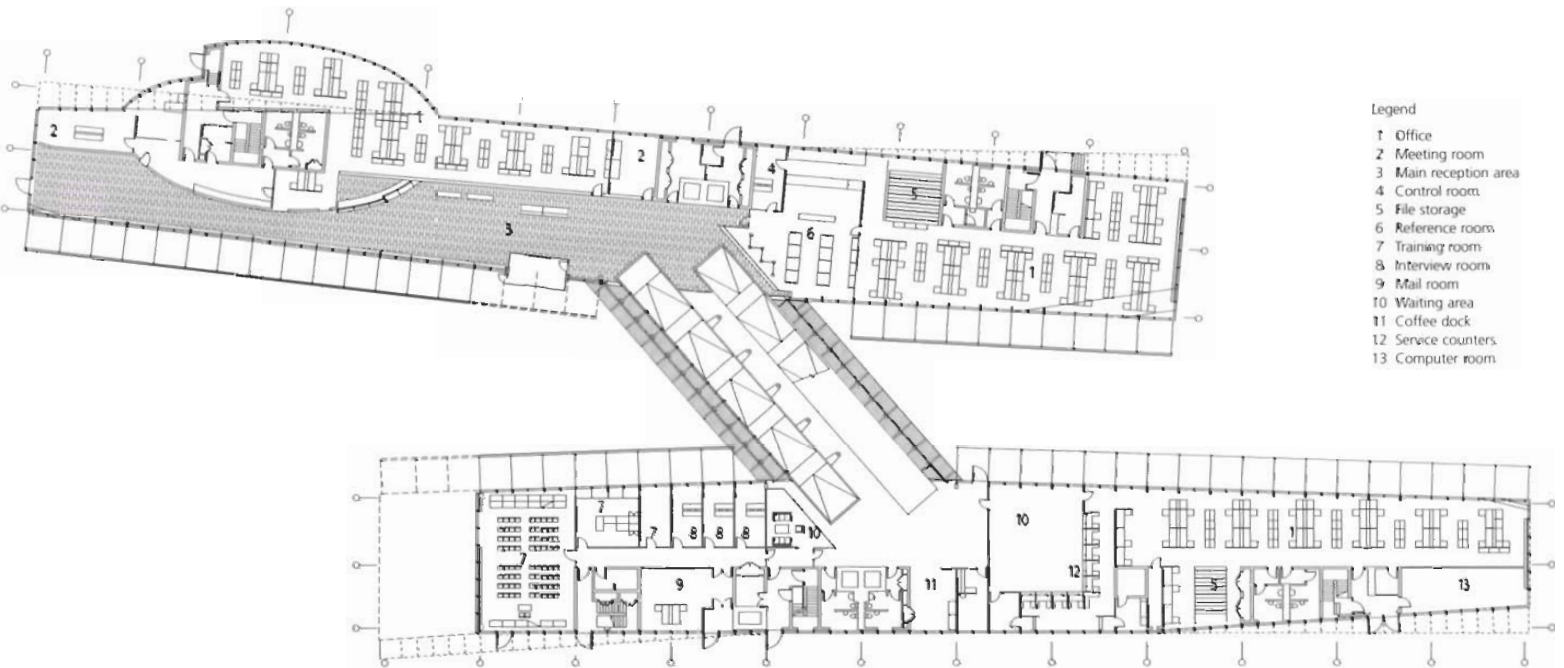 Legend
1 Office
2 Meeting room
3 Main reception area
4 Control room
5 File storage
6 Reference room
7 Training room
8 Interview room
9 Mail room
10 Waiting area
11 Coffee dock
12 Service counters
13 Computer room
1
2
2
4
5
3
6
1
7
7
7
8
8
8
10
10
1
9
11
12
5
13